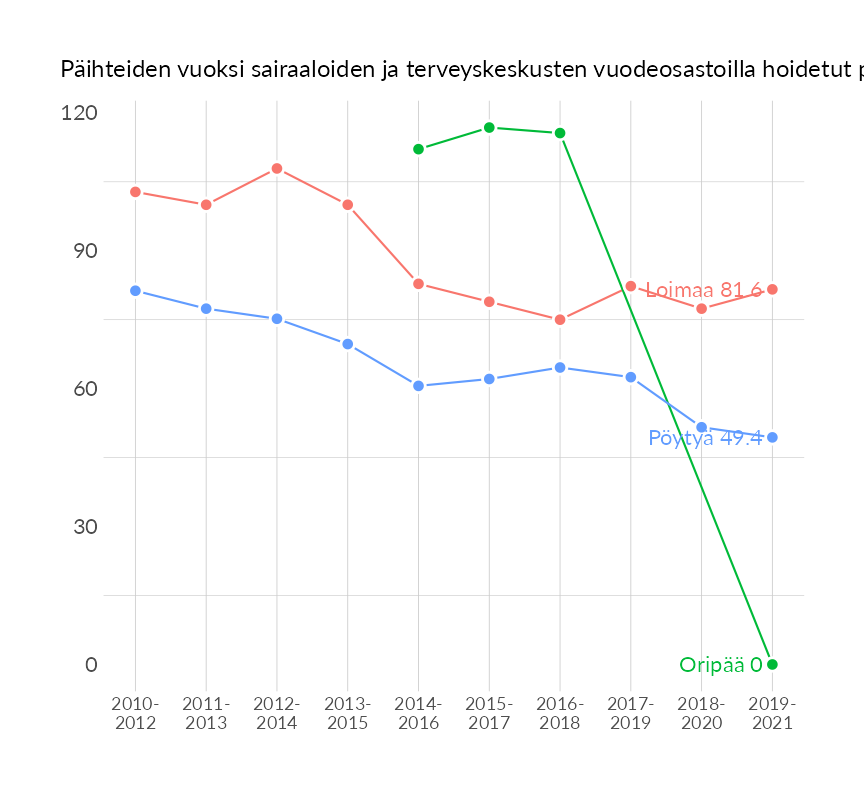 Päihteiden vuoksi sairaaloiden ja terveyskeskusten vuodeosastoilla hoidetut
120
90
60
30
0
Loimaa 81.6
Pöytyä 49.4
Oripää 0
2010- 2011- 2012- 2013- 2014- 2015- 2016- 2017- 2018- 2019-
2012 2013 2014 2015 2016 2017 2018 2019 2020 2021